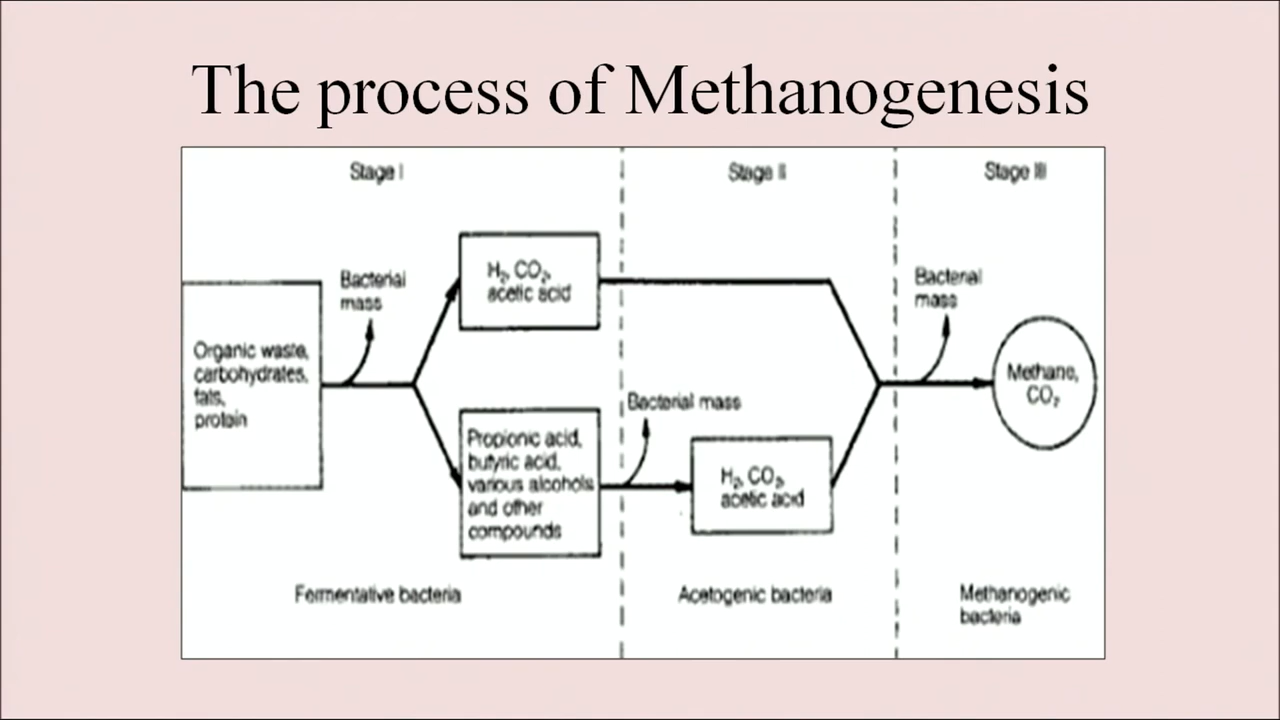 The process of Methanogenesis
Stage I
Stage II
Stage III
Organic waste,
carbohydrates,
fats,
protein
Bacterial
mass
H₂, CO₂,
acetic acid
Propionic acid,
butyric acid,
various alcohols
and other
compounds
Bacterial mass
H₂, CO₂,
acetic acid
Bacterial
mass
Methane,
CO₂
Fermentative bacteria
Acetogenic bacteria
Methanogenic
bacteria